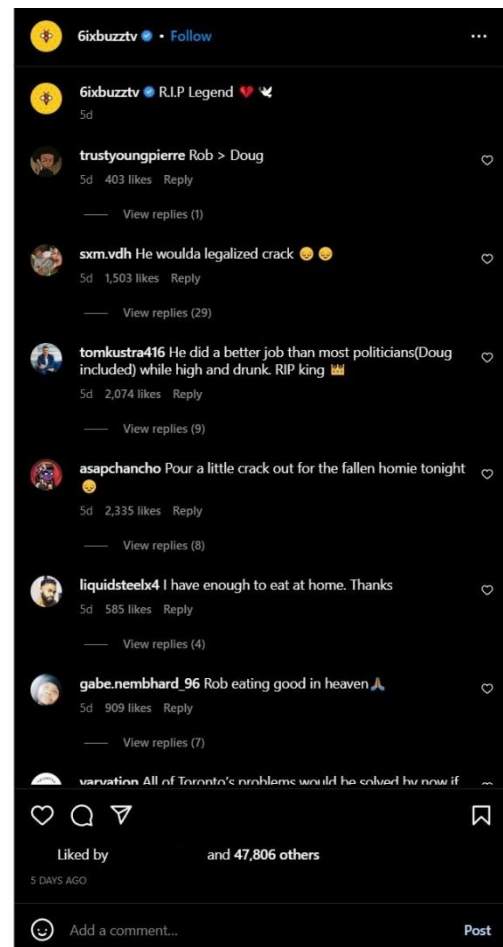 6ixbuzztv • Follow
6ixbuzztv R.I.P Legend 💔 🕊
5d
trustyoungpierre Rob > Doug
5d 403 likes Reply
View replies (1)
sxm.vdh He woulda legalized crack 😞 😞
5d 1,503 likes Reply
View replies (29)
tomkustra416 He did a better job than most politicians(Doug
included) while high and drunk. RIP king 👑
5d 2,074 likes Reply
View replies (9)
asapchancho Pour a little crack out for the fallen homie tonight
😞
5d 2,335 likes Reply
View replies (8)
liquidsteelx4 I have enough to eat at home. Thanks
5d 585 likes Reply
View replies (4)
gabe.nembhard_96 Rob eating good in heaven🙏🏾
5d 909 likes Reply
View replies (7)
varvation All of Toronto's problems would be solved by now if
Liked by and 47,806 others
5 DAYS AGO
Add a comment... Post